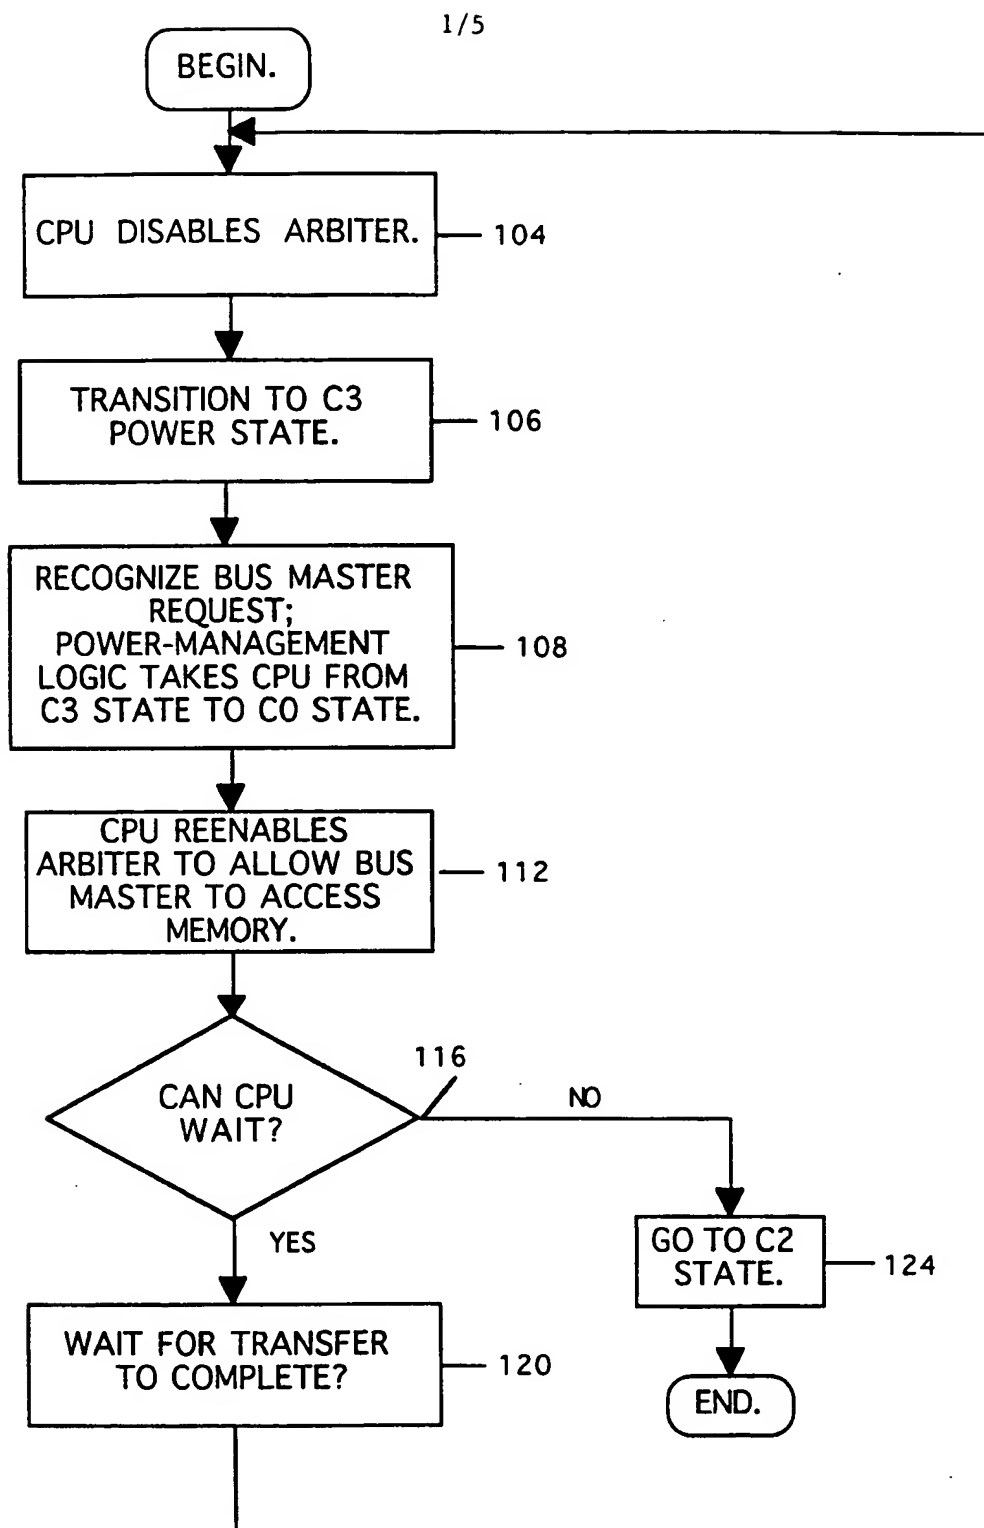 1/5
BEGIN.
CPU DISABLES ARBITER.
104
TRANSITION TO C3
POWER STATE.
106
RECOGNIZE BUS MASTER
REQUEST;
POWER-MANAGEMENT
LOGIC TAKES CPU FROM
C3 STATE TO C0 STATE.
108
CPU REENABLES
ARBITER TO ALLOW BUS
MASTER TO ACCESS
MEMORY.
112
CAN CPU
WAIT?
116
NO
YES
GO TO C2
STATE.
124
WAIT FOR TRANSFER
TO COMPLETE?
120
END.